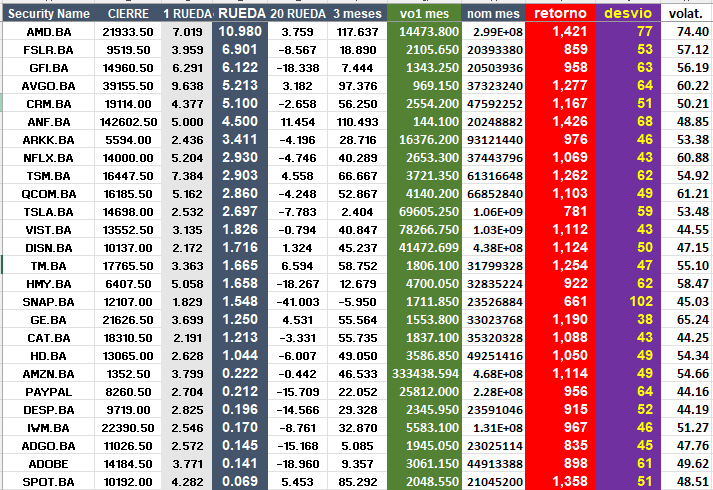 Security Name CIERRE 1 RUEDA RUEDA 20 RUEDA 3 meses vo1 mes nom mes retorno desvio volat.
AMD.BA 21933.50 7.019 10.980 3.759 117.637 14473.800 2.99E+08 1,421 77 74.40
FSLR.BA 9519.50 3.959 6.901 -8.567 18.890 2105.650 20393380 859 53 57.12
GFI.BA 14960.50 6.291 6.122 -18.338 7.444 1343.250 20503936 958 63 56.19
AVGO.BA 39155.50 9.638 5.213 3.182 97.376 969.150 37323240 1,277 64 60.22
CRM.BA 19114.00 4.377 5.100 -2.658 56.250 2554.200 47592252 1,167 51 50.21
ANF.BA 142602.50 5.000 4.500 11.454 110.493 144.100 20248882 1,426 68 48.85
ARKK.BA 5594.00 2.436 3.411 -4.196 28.716 16376.200 93121440 976 46 53.38
NFLX.BA 14000.00 5.204 2.930 -4.746 40.289 2653.300 37443796 1,069 43 60.88
TSM.BA 16447.50 7.384 2.903 4.558 66.667 3721.350 61316648 1,262 62 54.92
QCOM.BA 16185.50 5.162 2.860 -4.248 52.867 4140.200 66852840 1,103 49 61.21
TSLA.BA 14698.00 2.532 2.697 -7.783 2.404 69605.250 1.06E+09 781 59 53.48
VIST.BA 13552.50 3.135 1.826 -0.794 40.847 78266.750 1.03E+09 1,112 43 44.55
DISN.BA 10137.00 2.172 1.716 1.324 45.237 41472.699 4.38E+08 1,124 50 47.15
TM.BA 17765.50 3.363 1.665 6.594 58.752 1806.100 31799328 1,254 47 55.10
HMY.BA 6407.50 5.058 1.658 -18.267 12.679 4700.050 32835224 922 62 58.47
SNAP.BA 12107.00 1.829 1.548 -41.003 -5.950 1711.850 23526884 661 102 45.03
GE.BA 21626.50 3.699 1.250 4.531 55.564 1553.800 33023768 1,190 38 65.24
CAT.BA 18310.50 2.191 1.213 -3.331 55.735 1837.100 35320328 1,088 43 44.25
HD.BA 13065.00 2.628 1.044 -6.007 49.050 3586.850 49251416 1,050 49 54.34
AMZN.BA 1352.50 3.799 0.222 -0.442 46.533 333438.594 4.68E+08 1,114 49 54.66
PAYPAL 8260.50 2.704 0.212 -15.709 22.052 25812.000 2.28E+08 956 64 44.16
DESP.BA 9719.00 2.825 0.196 -14.566 29.328 2345.950 23591046 915 52 44.19
IWM.BA 22390.50 2.546 0.170 -8.761 32.870 5583.100 1.31E+08 967 46 51.27
ADGO.BA 11026.50 2.572 0.145 -15.168 5.085 1945.050 23025114 835 45 47.76
ADOBE 14184.50 3.771 0.141 -18.960 9.357 3061.150 44913388 898 61 49.62
SPOT.BA 10192.00 4.282 0.069 5.453 85.292 2048.550 21045200 1,358 51 48.51